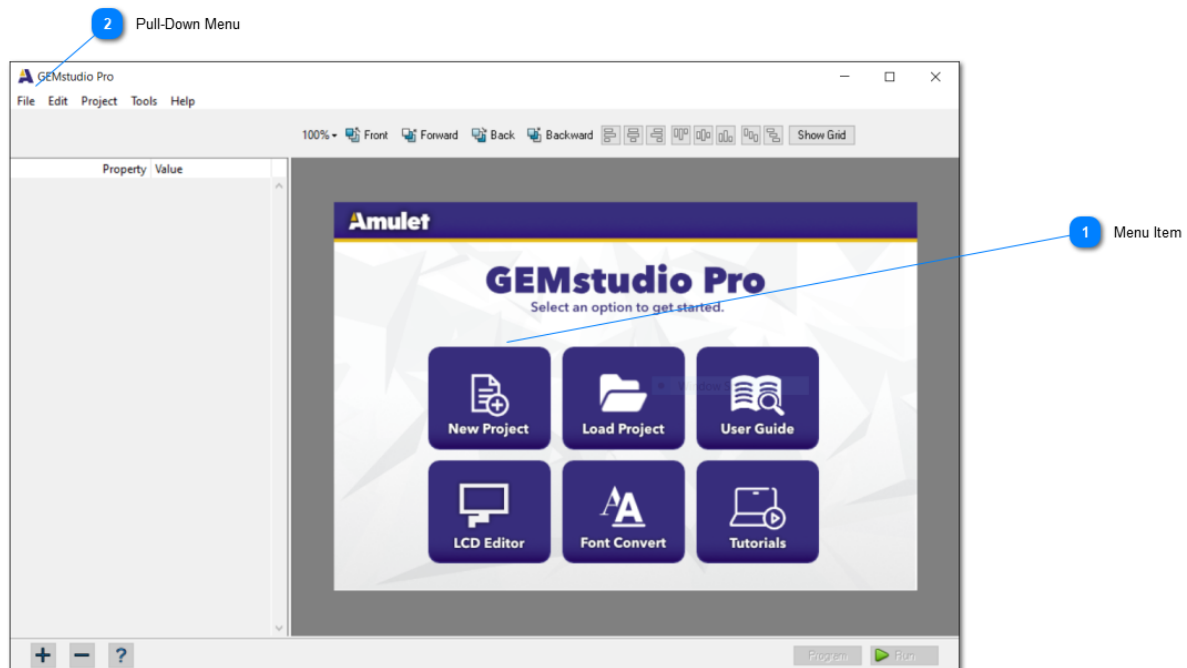 2 Pull-Down Menu
GEMstudio Pro
File Edit Project Tools Help
100% Front Forward Back Backward Show Grid
Property Value
Amulet
1 Menu Item
GEMstudio Pro
Select an option to get started.
New Project Load Project User Guide
LCD Editor Font Convert Tutorials
Program Run